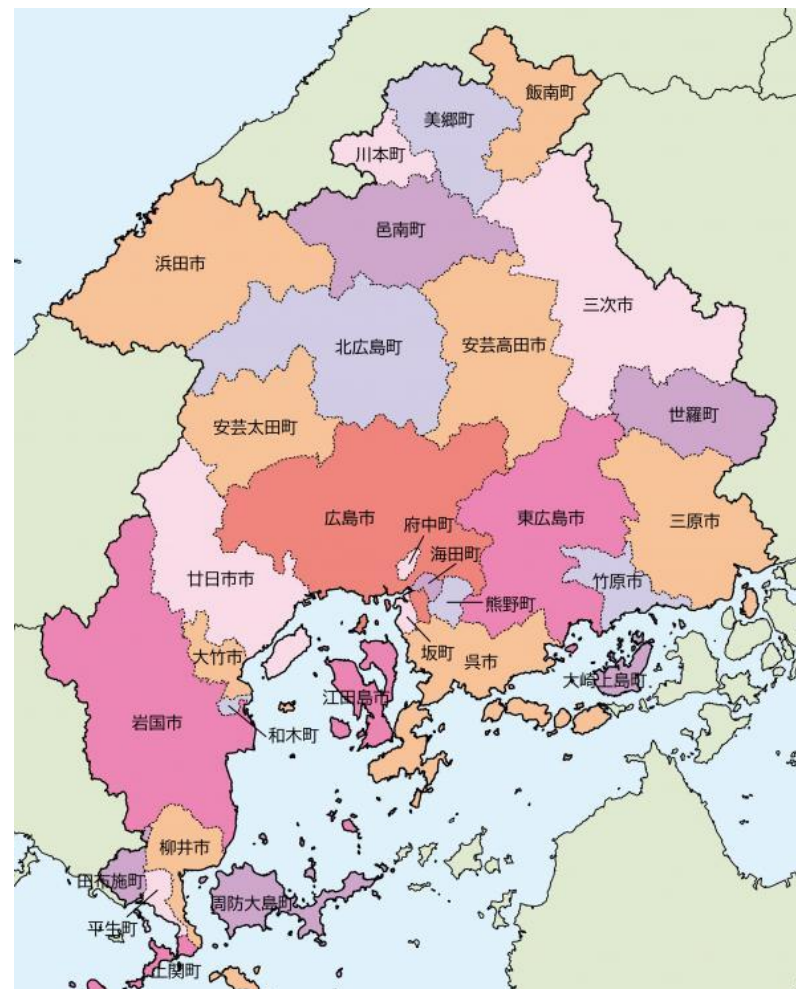 飯南町
美郷町
川本町
邑南町
浜田市
三次市
北広島町
安芸高田市
世羅町
安芸太田町
広島市
府中町
東広島市
三原市
海田町
廿日市市
竹原市
熊野町
大竹市
坂町
呉市
大崎上島町
江田島市
岩国市
和木町
柳井市
田布施町
周防大島町
平生町
上関町